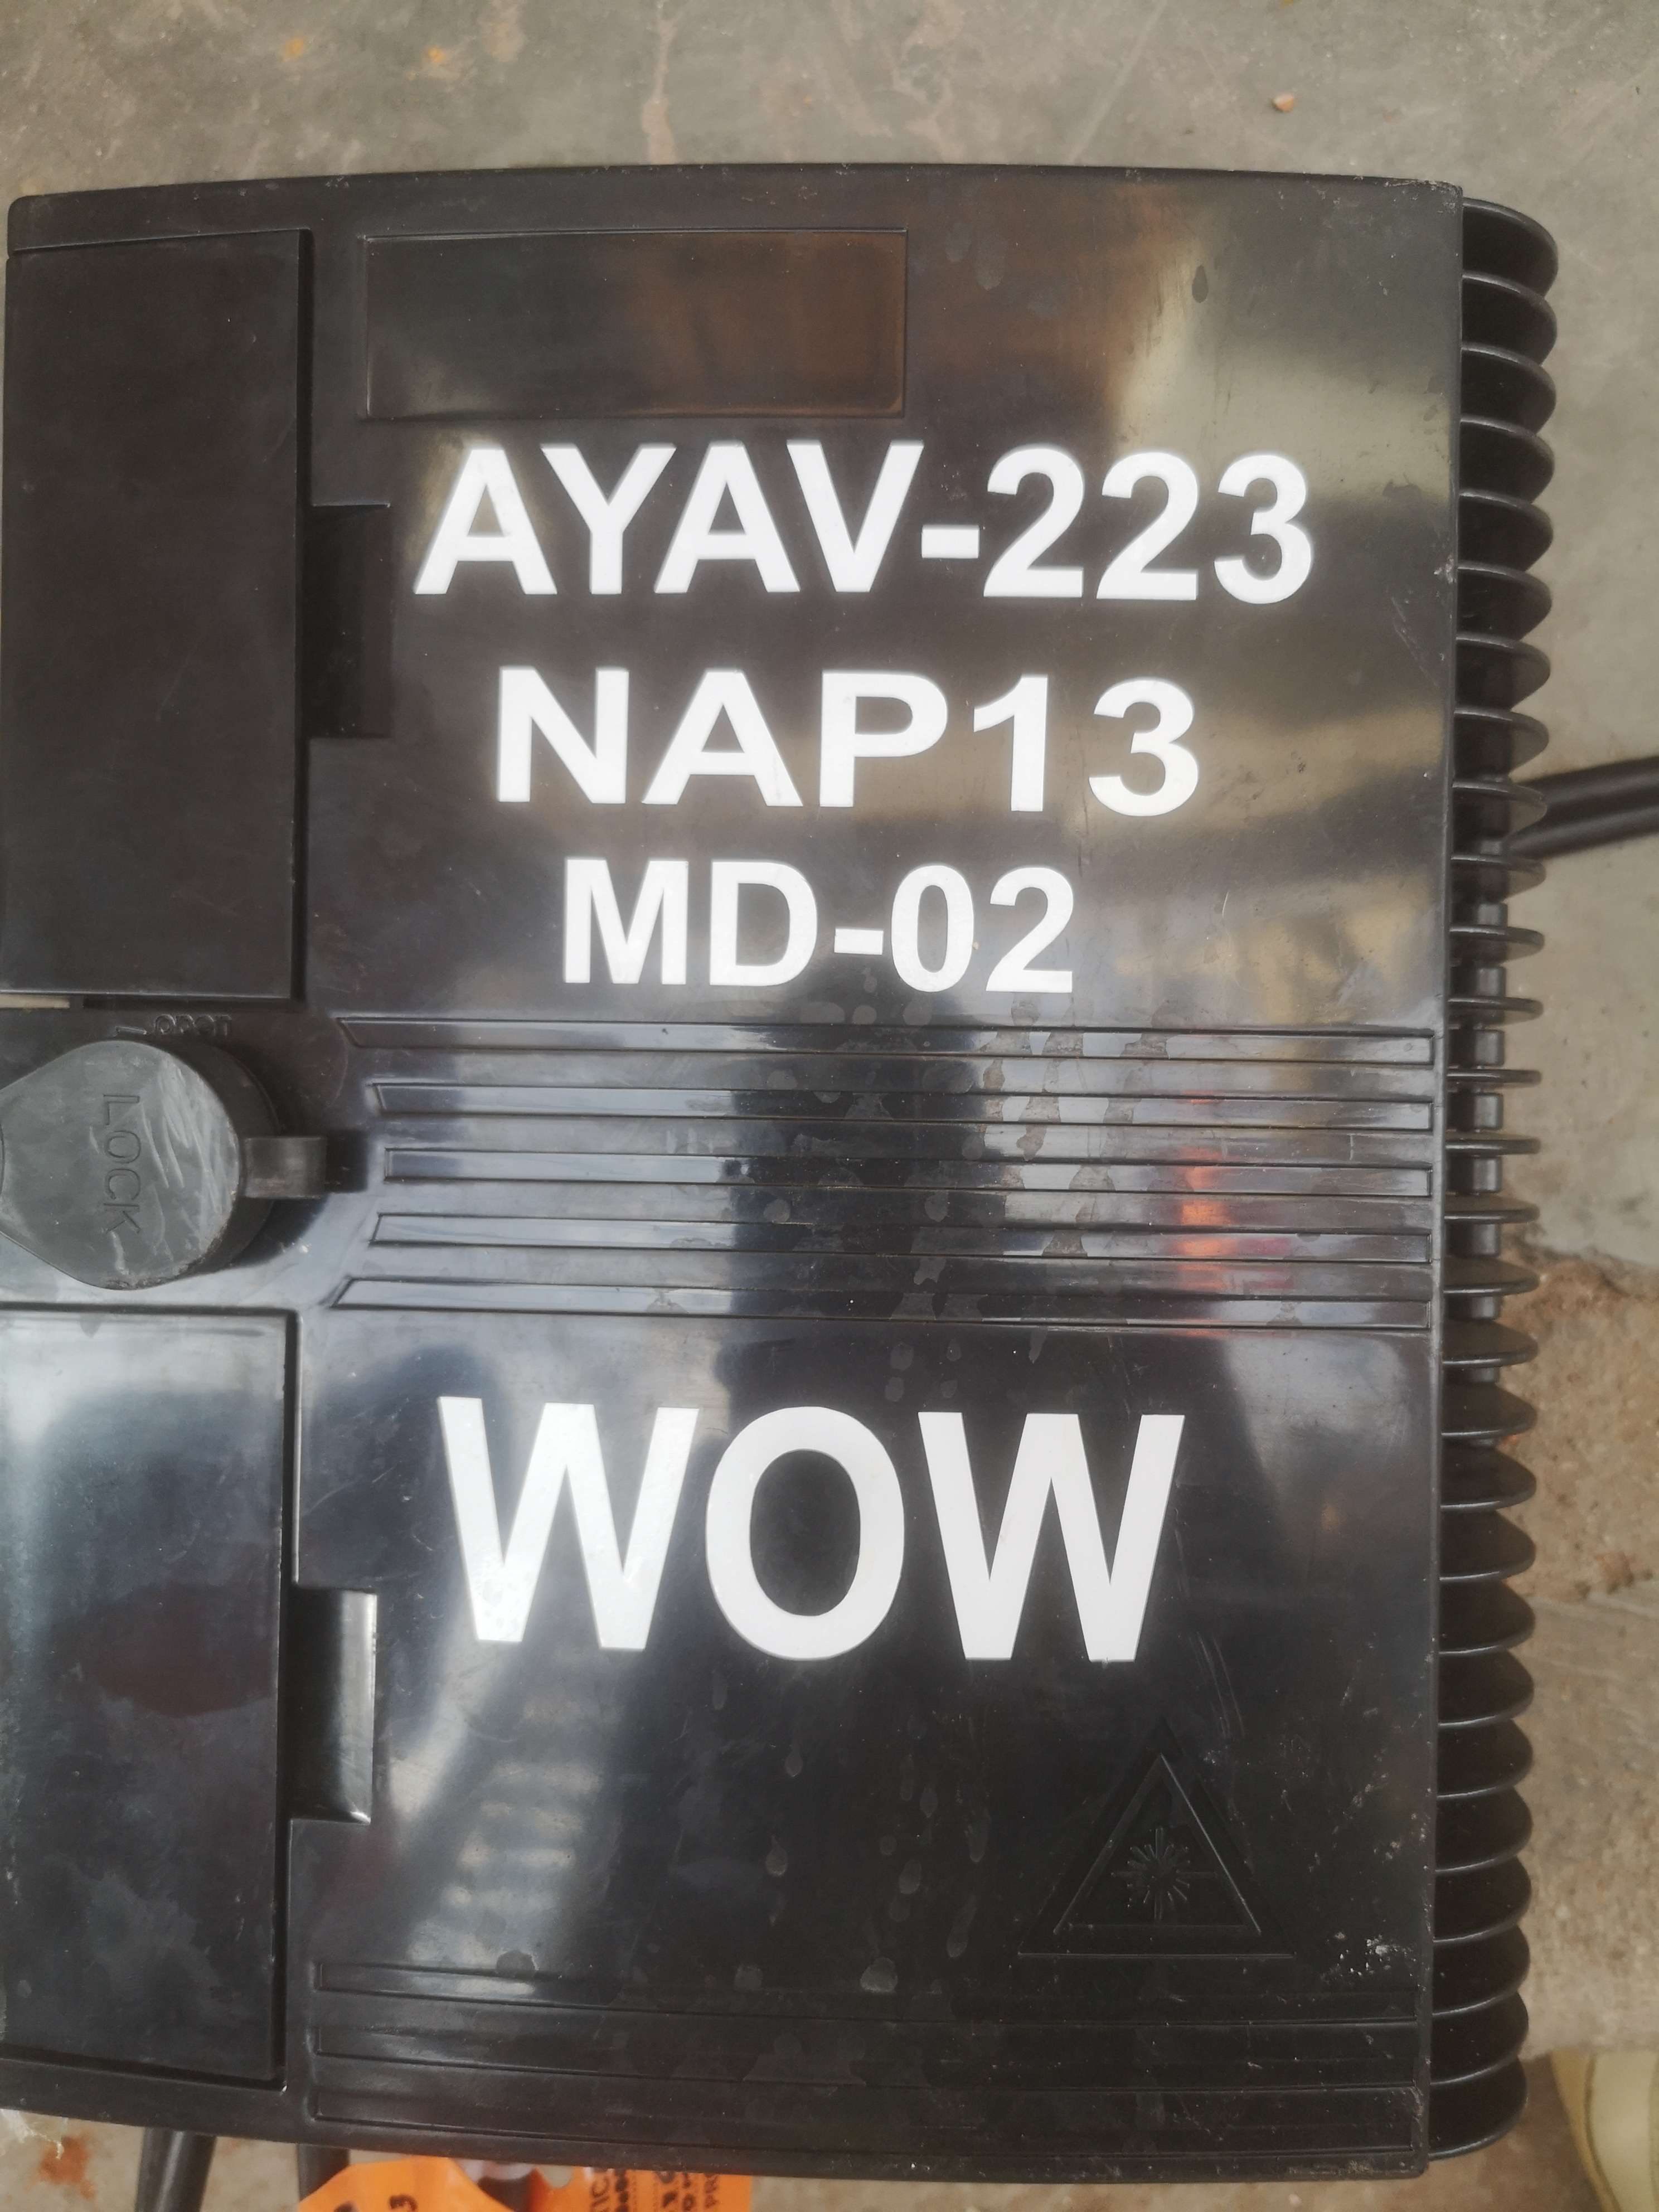 AYAV-223
NAP13
MD-02
LOCK
WOW